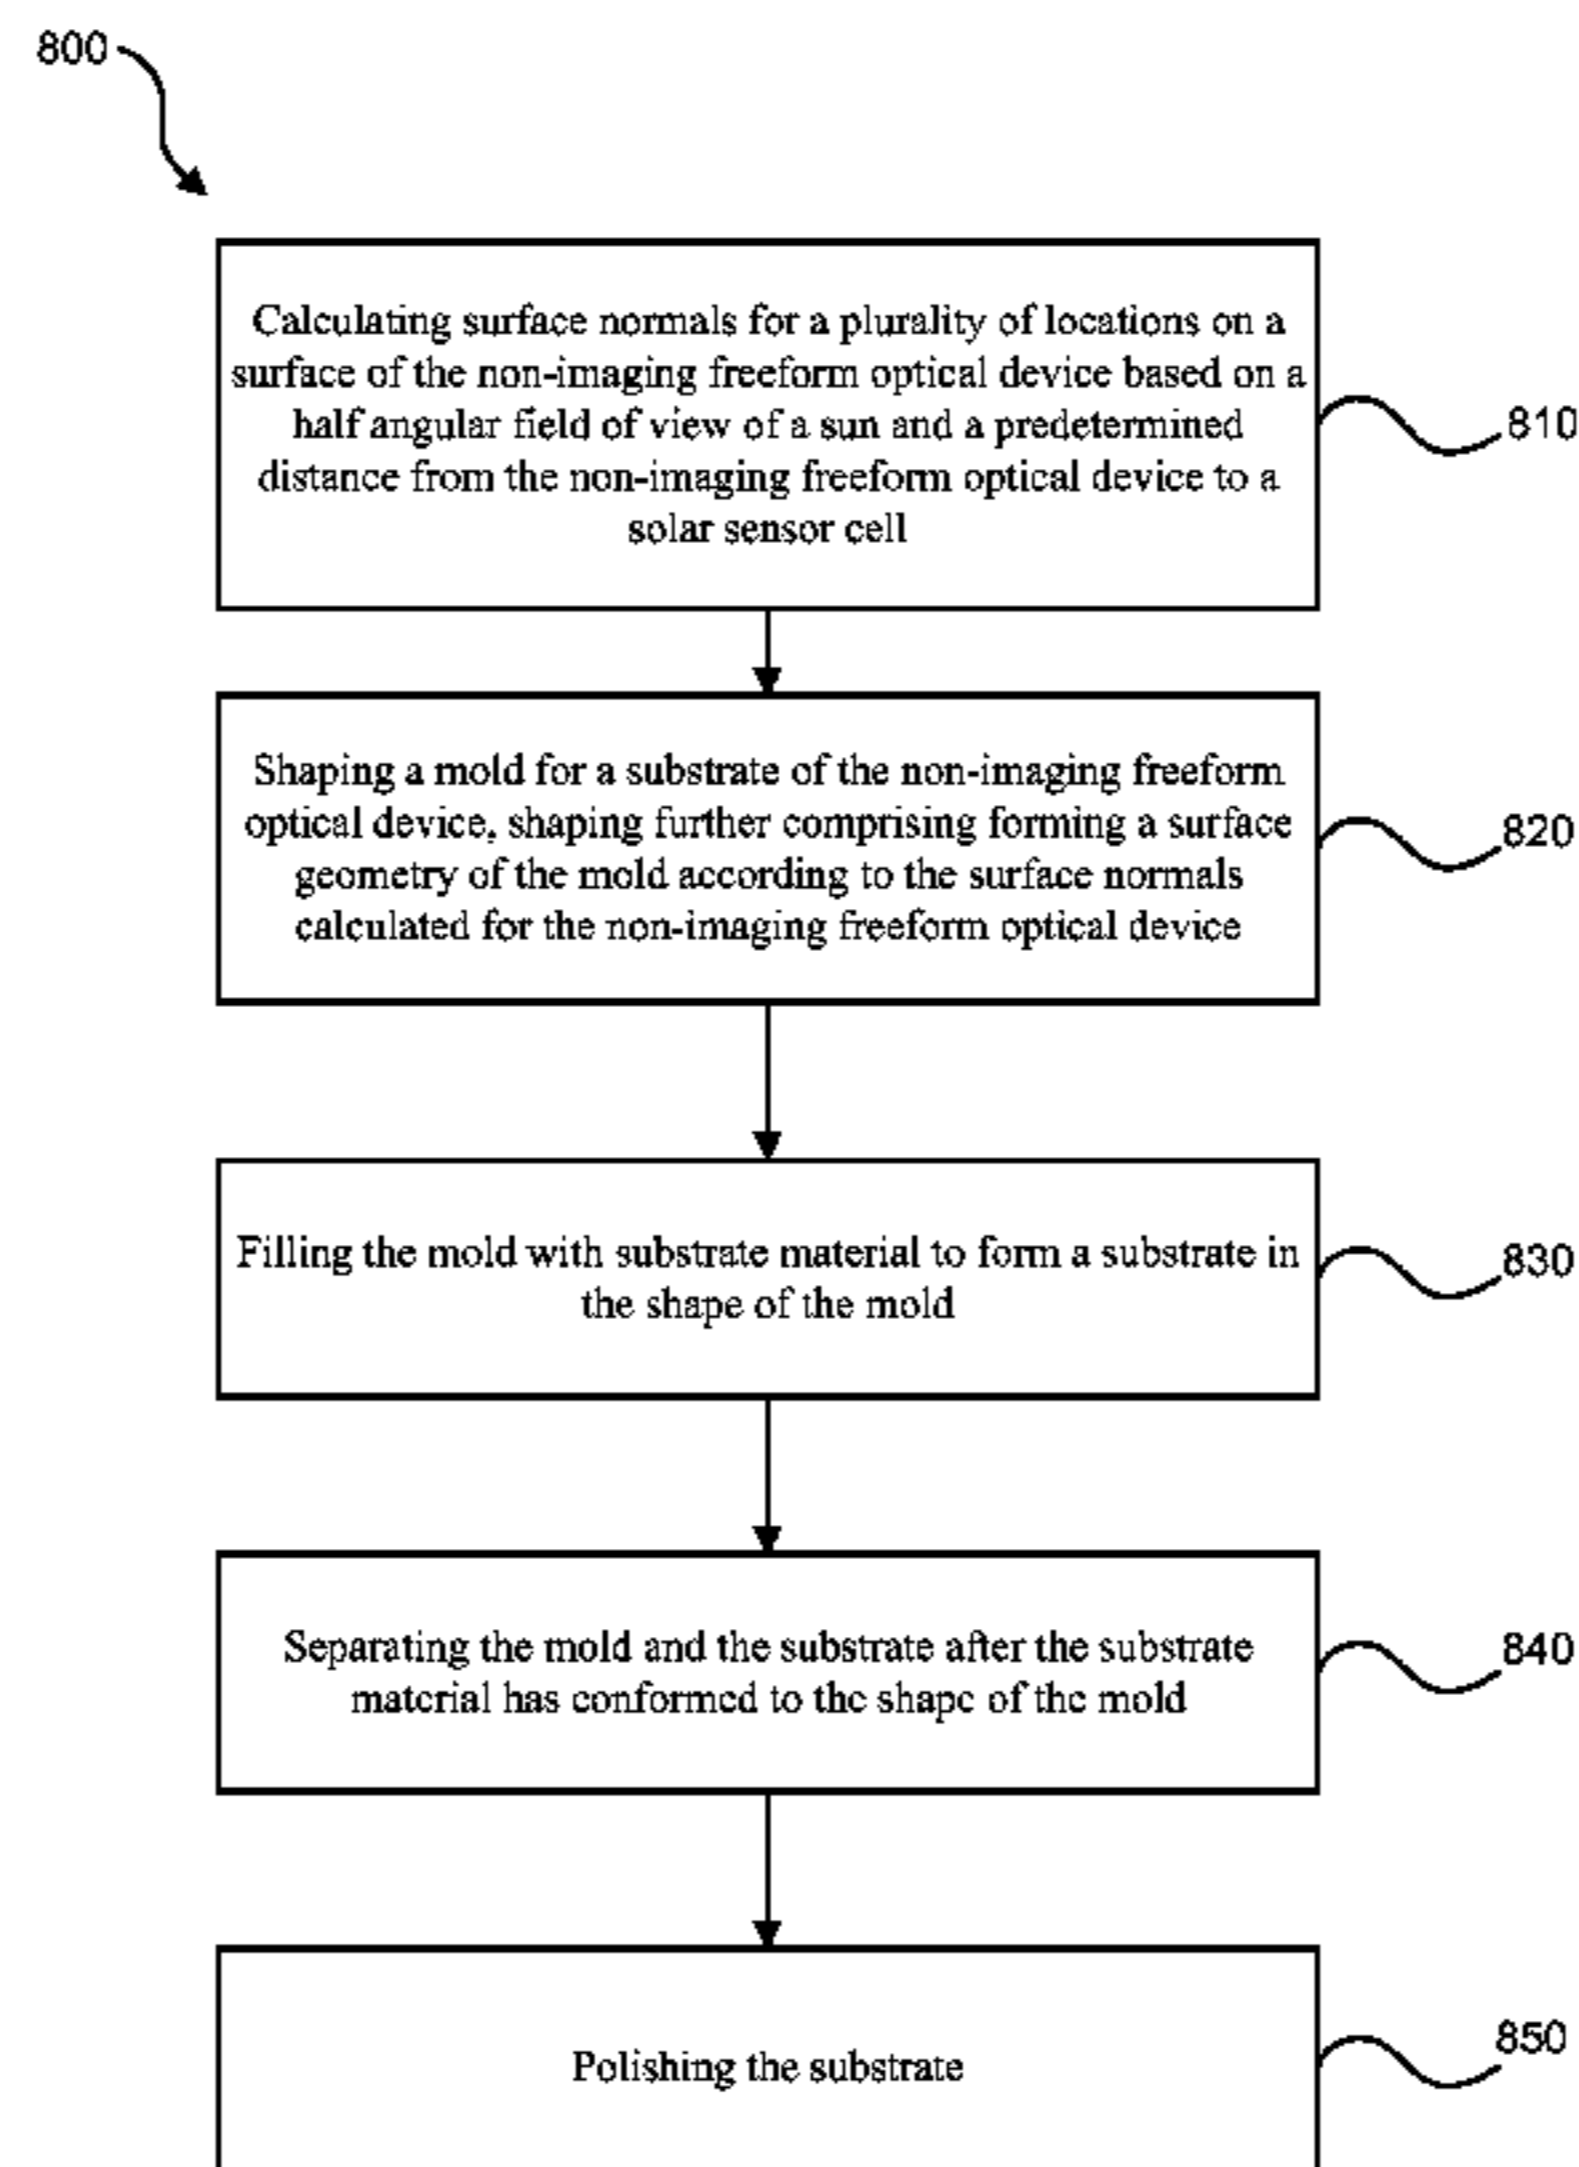 800
Calculating surface normals for a plurality of locations on a
surface of the non-imaging freeform optical device based on a
half angular field of view of a sun and a predetermined
distance from the non-imaging freeform optical device to a
solar sensor cell
810
Shaping a mold for a substrate of the non-imaging freeform
optical device, shaping further comprising forming a surface
geometry of the mold according to the surface normals
calculated for the non-imaging freeform optical device
820
Filling the mold with substrate material to form a substrate in
the shape of the mold
830
Separating the mold and the substrate after the substrate
material has conformed to the shape of the mold
840
Polishing the substrate
850